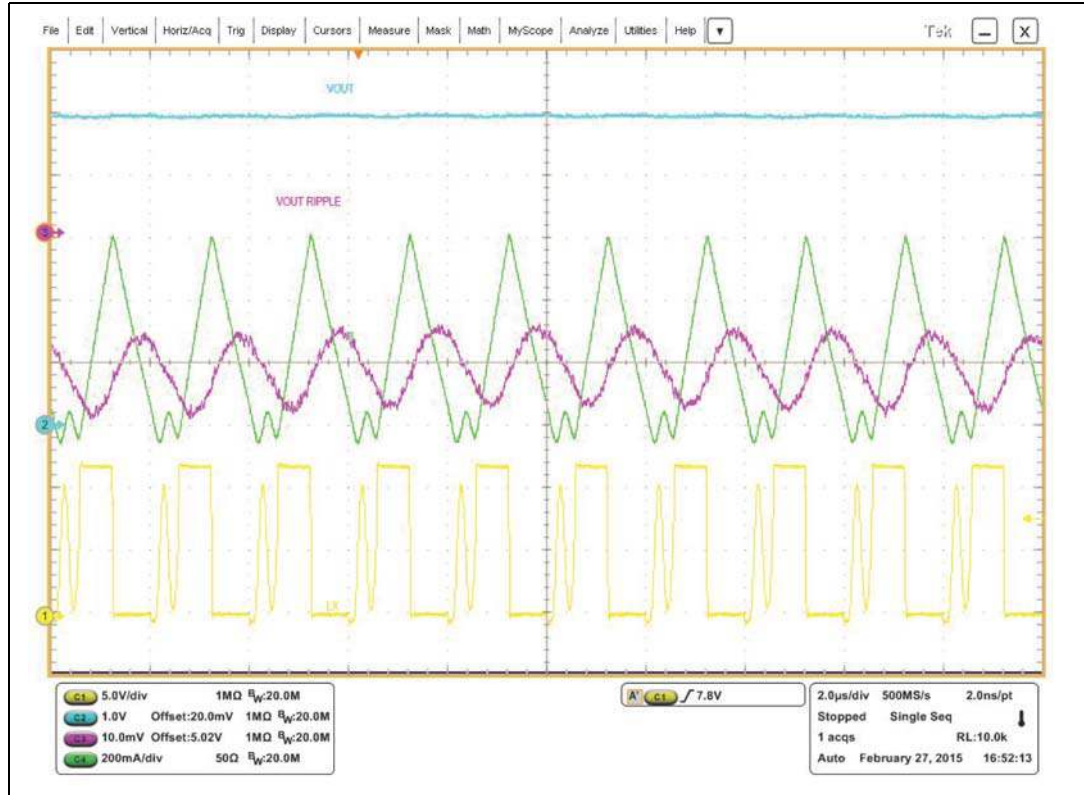 File Edit Vertical Horiz/Acq Trig Display Cursors Measure Mask Math MyScope Analyze Utilities Help Tek X
VOUT
VOUT RIPPLE
3
2
LX
1
C1 5.0V/div 1MΩ BW:20.0M
C2 1.0V Offset:20.0mV 1MΩ BW:20.0M
C3 10.0mV Offset:5.02V 1MΩ BW:20.0M
C4 200mA/div 50Ω BW:20.0M
A' C1 7.8V
2.0µs/div 500MS/s 2.0ns/pt
Stopped Single Seq
1 acqs RL:10.0k
Auto February 27, 2015 16:52:13